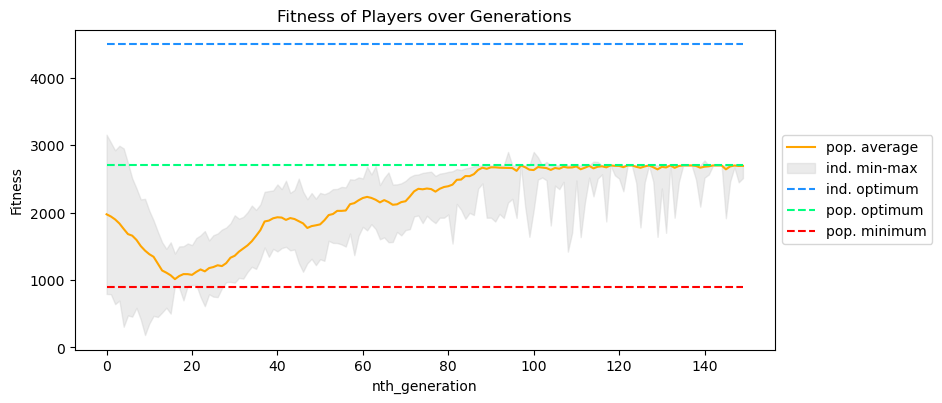 Fitness of Players over Generations
Fitness
4000
3000
2000
1000
0
0 20 40 60 80 100 120 140
nth_generation
pop. average
ind. min-max
ind. optimum
pop. optimum
pop. minimum